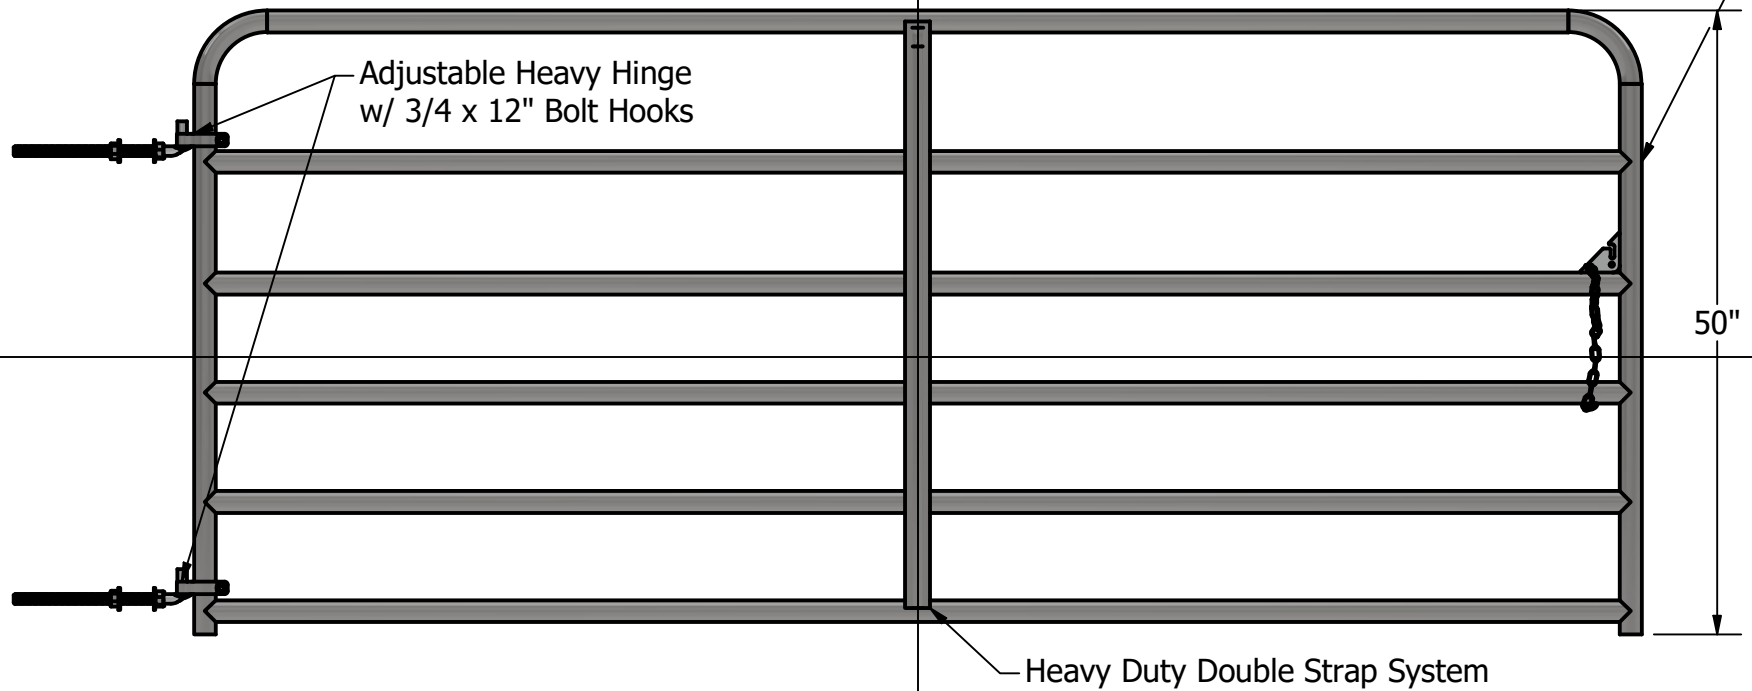 Adjustable Heavy Hinge
w/ 3/4 x 12" Bolt Hooks
50"
Heavy Duty Double Strap System